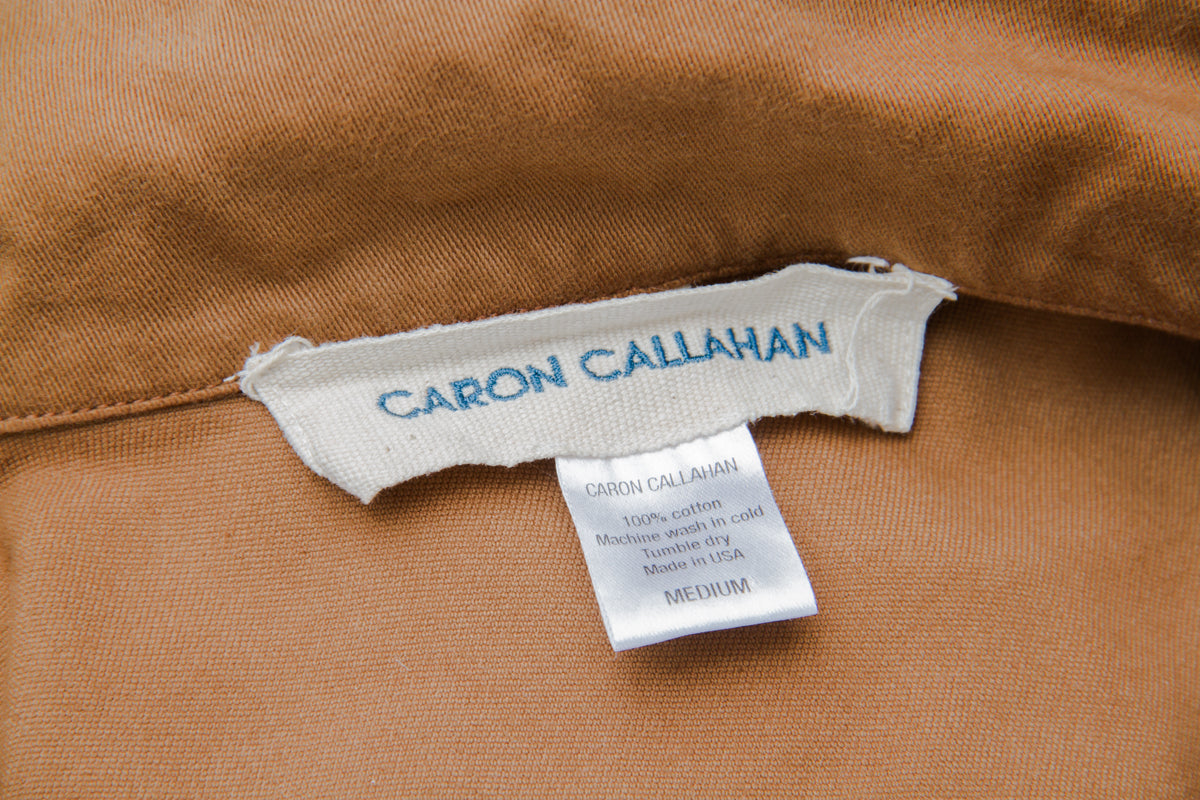 CARON CALLAHAN
CARON CALLAHAN
100% cotton
Machine wash in cold
Tumble dry
Made in USA
MEDIUM